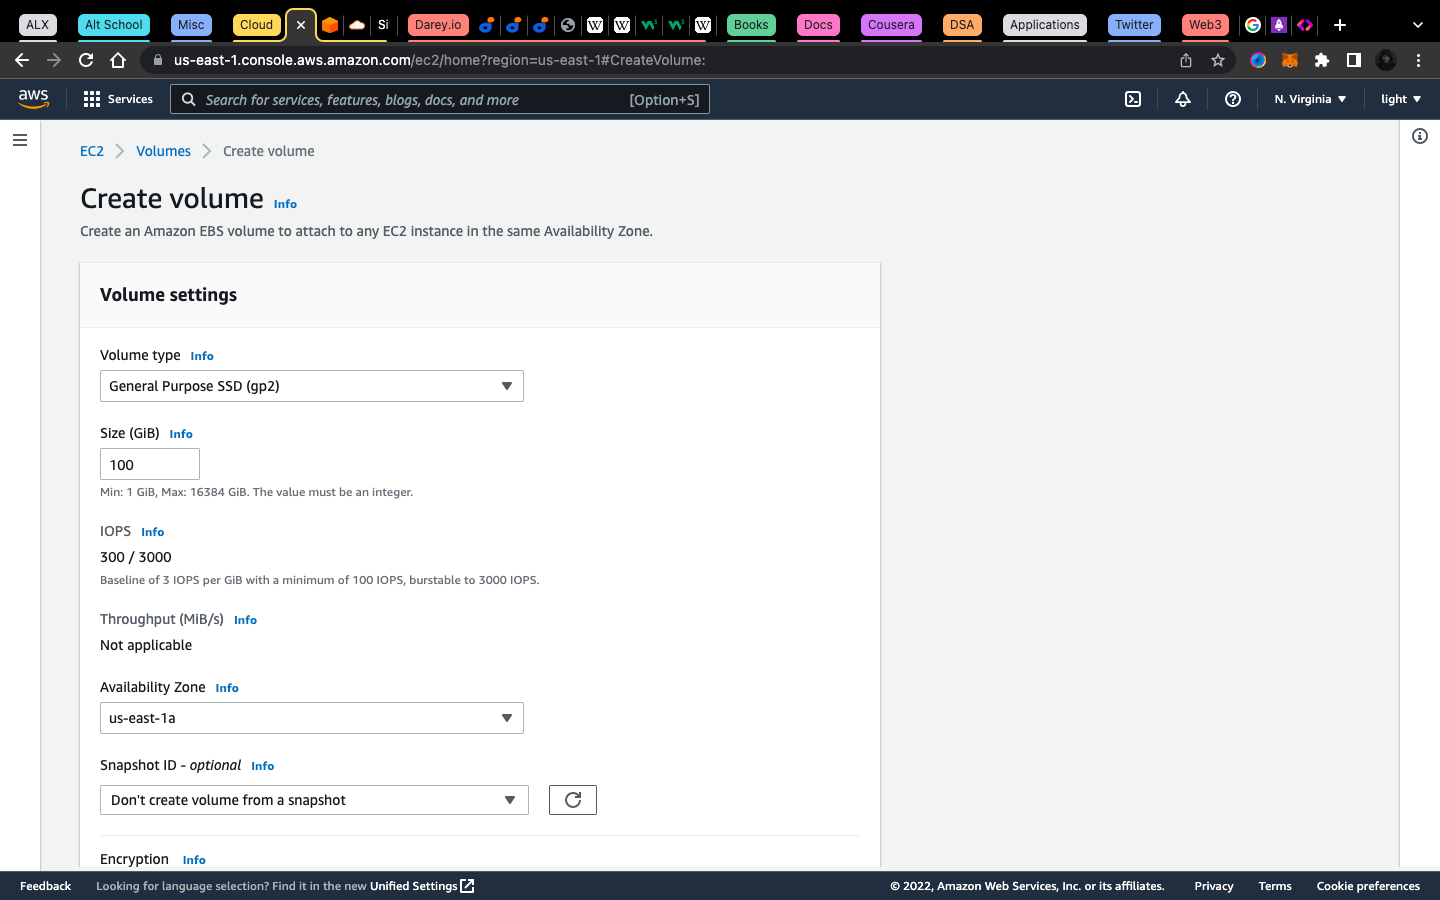 ALX Alt School Misc Cloud Si Darey.io Books Docs Cousera DSA Applications Twitter Web3
us-east-1.console.aws.amazon.com/ec2/home?region=us-east-1#CreateVolume:
aws Services Search for services, features, blogs, docs, and more [Option+S] N. Virginia light
EC2 Volumes Create volume
Create volume Info
Create an Amazon EBS volume to attach to any EC2 instance in the same Availability Zone.
Volume settings
Volume type Info
General Purpose SSD (gp2)
Size (GiB) Info
100
Min: 1 GiB, Max: 16384 GiB. The value must be an integer.
IOPS Info
300 / 3000
Baseline of 3 IOPS per GiB with a minimum of 100 IOPS, burstable to 3000 IOPS.
Throughput (MiB/s) Info
Not applicable
Availability Zone Info
us-east-1a
Snapshot ID - optional Info
Don't create volume from a snapshot
Encryption Info
Feedback Looking for language selection? Find it in the new Unified Settings © 2022, Amazon Web Services, Inc. or its affiliates. Privacy Terms Cookie preferences